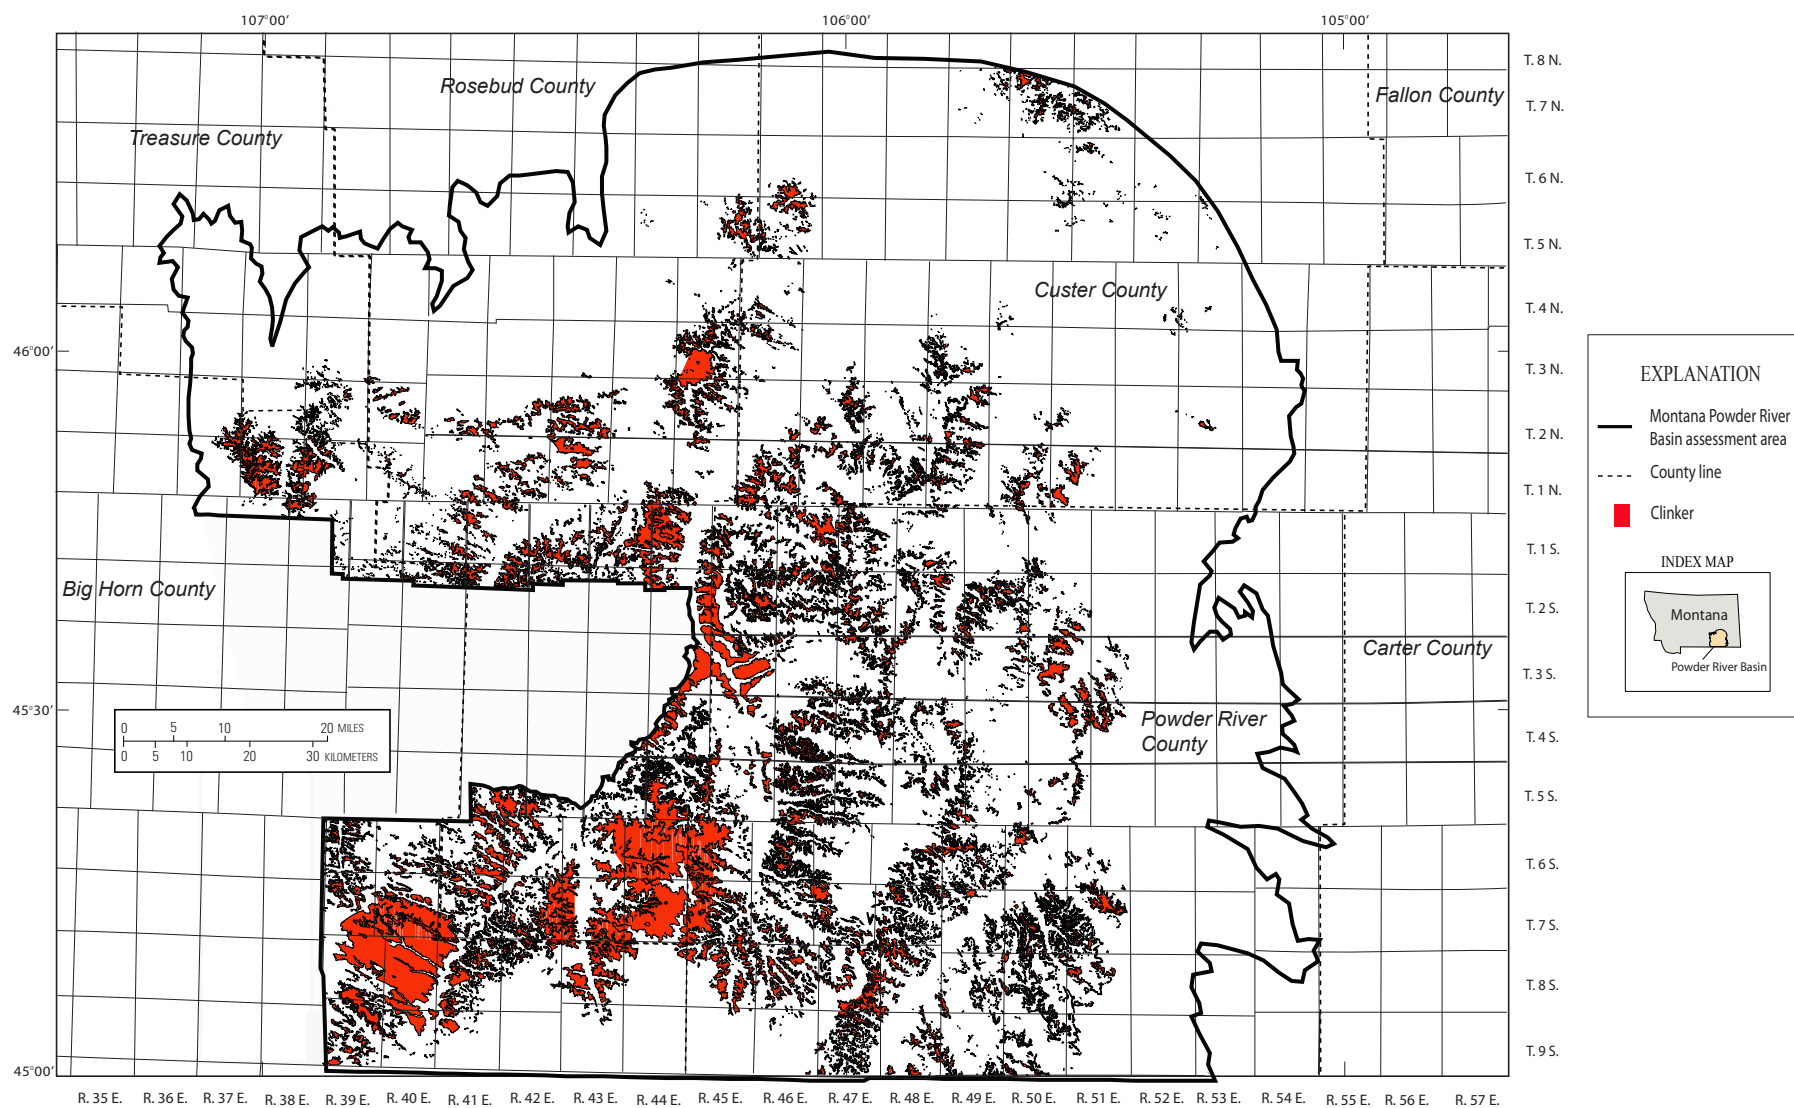 107°00′ 106°00′ 105°00′
Rosebud County
Treasure County
Fallon County
Custer County
Big Horn County
Carter County
Powder River
County
46°00′
45°30′
45°00′
0 5 10 20 MILES
0 5 10 20 30 KILOMETERS
T. 8 N.
T. 7 N.
T. 6 N.
T. 5 N.
T. 4 N.
T. 3 N.
T. 2 N.
T. 1 N.
T. 1 S.
T. 2 S.
T. 3 S.
T. 4 S.
T. 5 S.
T. 6 S.
T. 7 S.
T. 8 S.
T. 9 S.
R. 35 E. R. 36 E. R. 37 E. R. 38 E. R. 39 E. R. 40 E. R. 41 E. R. 42 E. R. 43 E. R. 44 E. R. 45 E. R. 46 E. R. 47 E. R. 48 E. R. 49 E. R. 50 E. R. 51 E. R. 52 E. R. 53 E. R. 54 E. R. 55 E. R. 56 E. R. 57 E.
EXPLANATION
Montana Powder River
Basin assessment area
County line
Clinker
INDEX MAP
Montana
Powder River Basin